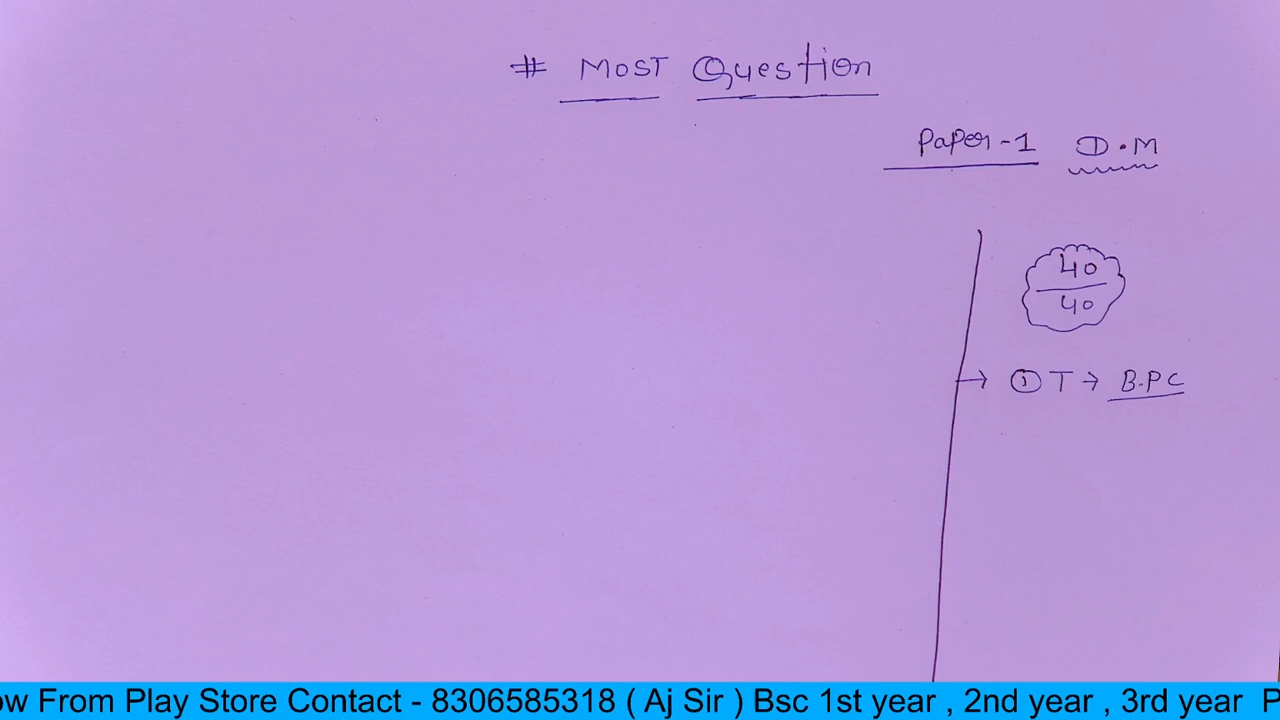 # MOST Question
Paper-1 D.M
40
40
→ ① T → B.PC
ow From Play Store Contact - 8306585318 ( Aj Sir ) Bsc 1st year , 2nd year , 3rd year P